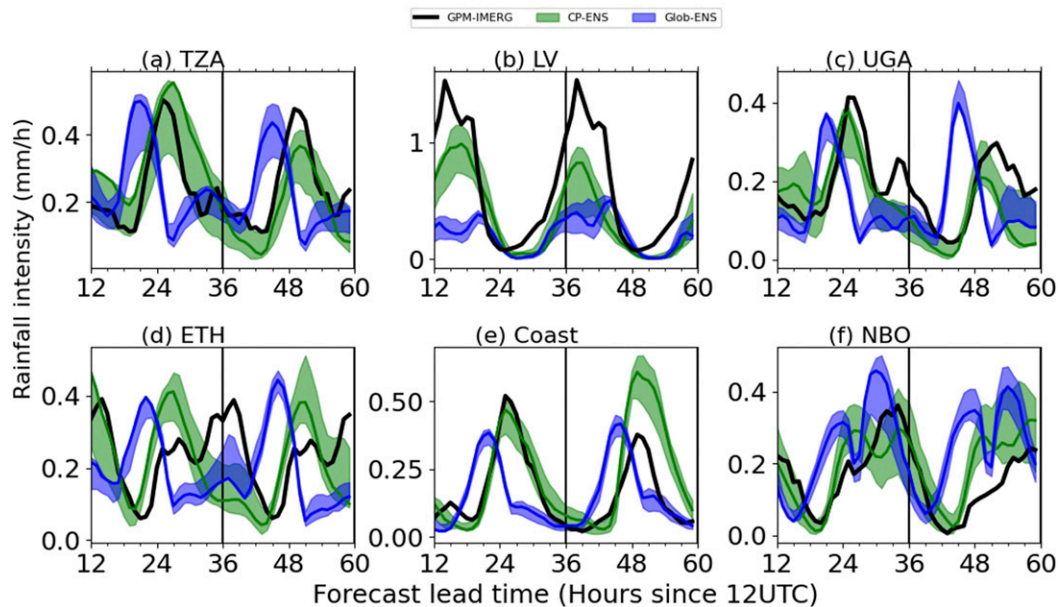 GPM-IMERG CP-ENS Glob-ENS
(a) TZA
(b) LV
(c) UGA
Rainfall intensity (mm/h)
0.4
0.2
12 24 36 48 60
1
0
12 24 36 48 60
0.4
0.2
0.0
12 24 36 48 60
(d) ETH
(e) Coast
(f) NBO
0.4
0.2
0.0
12 24 36 48 60
0.50
0.25
0.00
12 24 36 48 60
0.4
0.2
0.0
12 24 36 48 60
Forecast lead time (Hours since 12UTC)